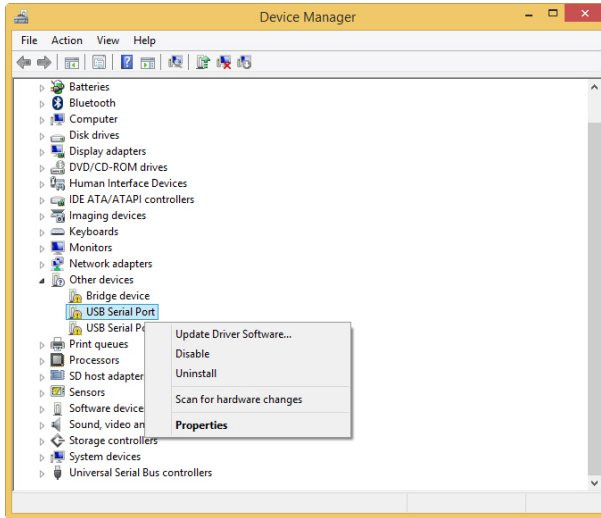 Device Manager
File Action View Help
Batteries
Bluetooth
Computer
Disk drives
Display adapters
DVD/CD-ROM drives
Human Interface Devices
IDE ATA/ATAPI controllers
Imaging devices
Keyboards
Monitors
Network adapters
Other devices
Bridge device
USB Serial Port
USB Serial Po
Update Driver Software...
Disable
Uninstall
Scan for hardware changes
Properties
Print queues
Processors
SD host adapter
Sensors
Software device
Sound, video an
Storage controllers
System devices
Universal Serial Bus controllers